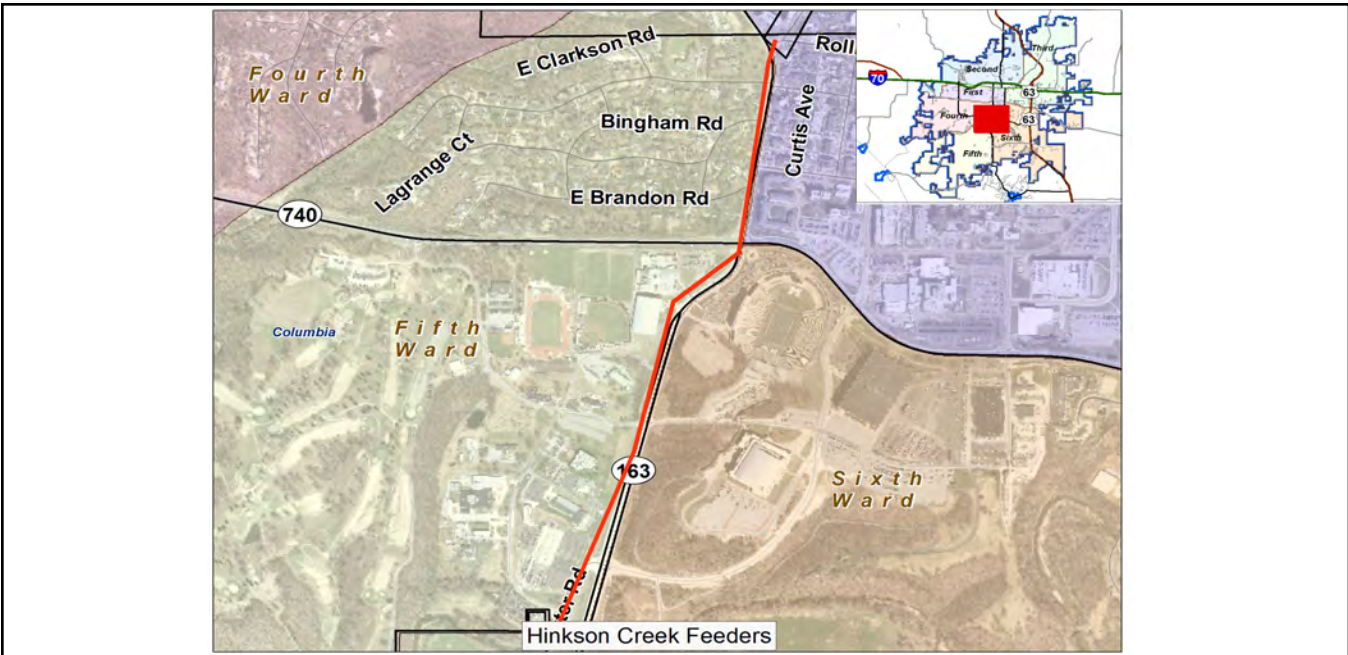 Fourth
Ward
E Clarkson Rd
Bingham Rd
Lagrange Ct
E Brandon Rd
Curtis Ave
740
Columbia
Fifth
Ward
163
Sixth
Ward
Hinkson Creek Feeders
Third
Second
70
First
63
Fourth
63
Sixth
Fifth